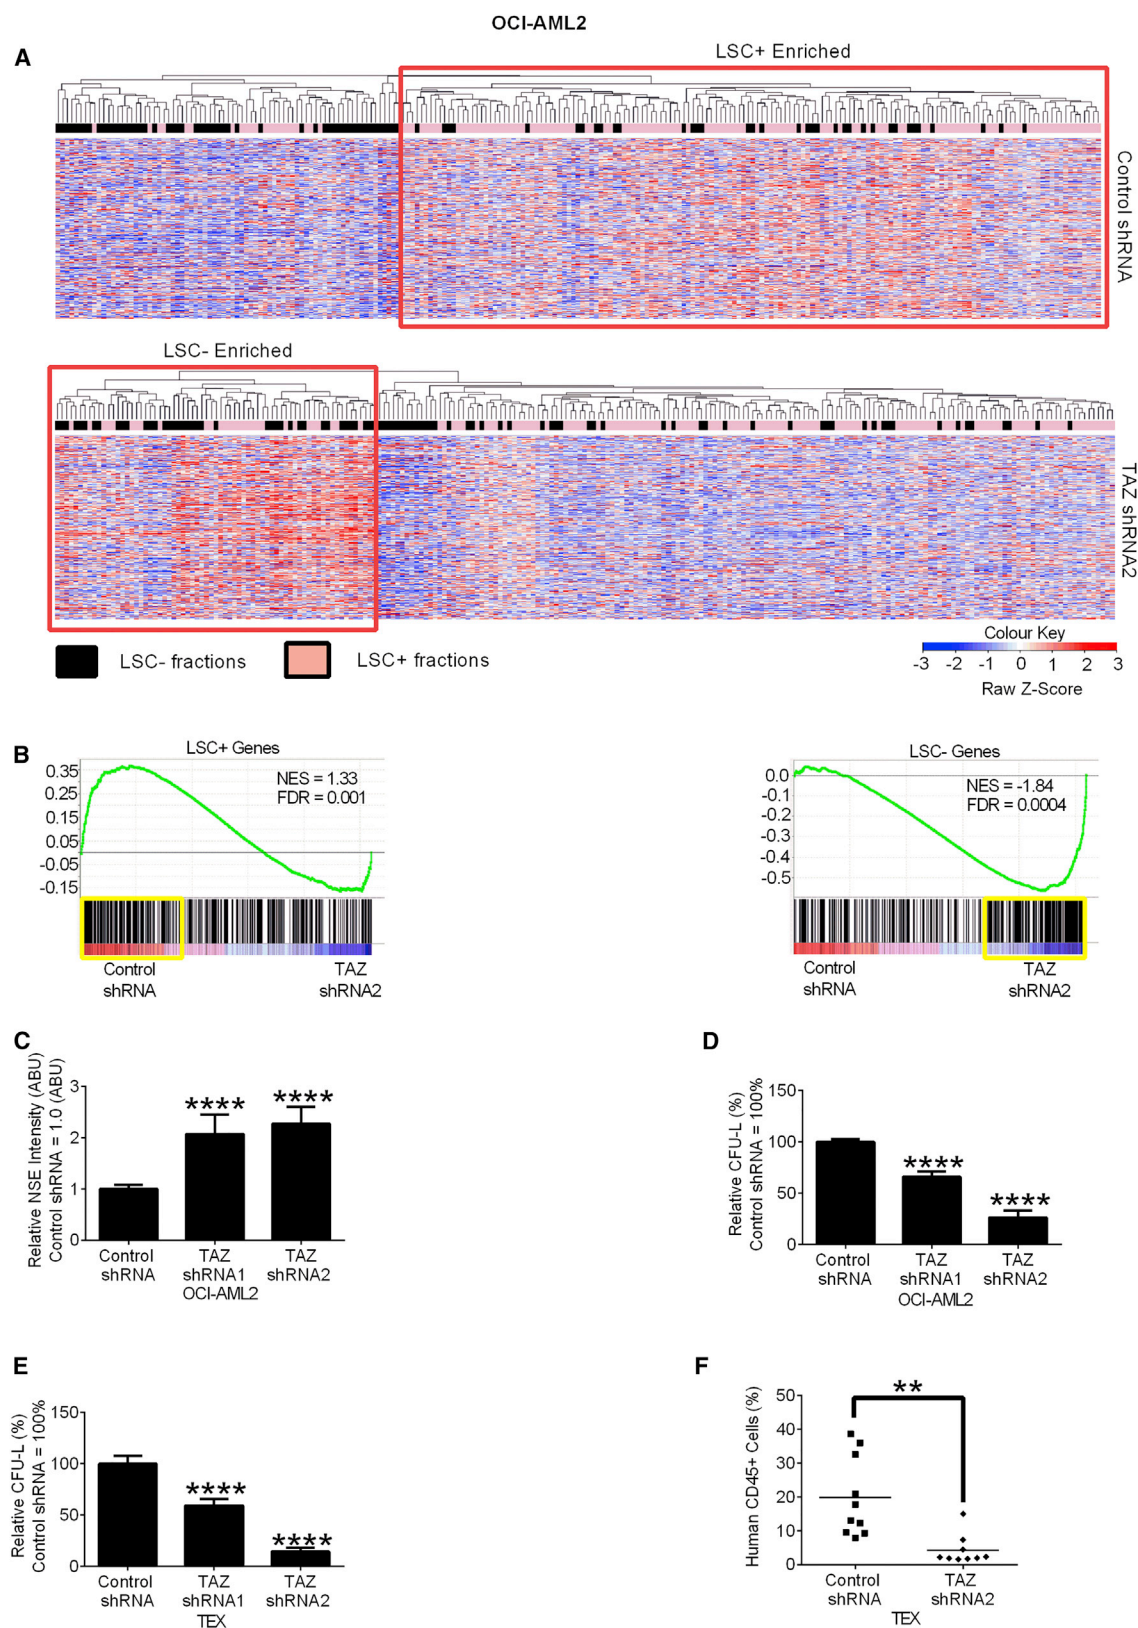 OCI-AML2
A
LSC+ Enriched
Control shRNA
LSC- Enriched
TAZ shRNA2
LSC- fractions
LSC+ fractions
Colour Key
-3 -2 -1 0 1 2 3
Raw Z-Score
B
LSC+ Genes
NES = 1.33
FDR = 0.001
0.35
0.25
0.15
0.05
-0.05
-0.15
Control
shRNA
TAZ
shRNA2
LSC- Genes
NES = -1.84
FDR = 0.0004
0.0
-0.1
-0.2
-0.3
-0.4
-0.5
Control
shRNA
TAZ
shRNA2
C
Relative NSE Intensity (ABU)
Control shRNA = 1.0 (ABU)
3
2
1
0
**** ****
Control
shRNA
TAZ
shRNA1
TAZ
shRNA2
OCI-AML2
D
Relative CFU-L (%)
Control shRNA = 100%
150
100
50
0
****
****
Control
shRNA
TAZ
shRNA1
TAZ
shRNA2
OCI-AML2
E
Relative CFU-L (%)
Control shRNA = 100%
150
100
50
0
****
****
Control
shRNA
TAZ
shRNA1
TAZ
shRNA2
TEX
F
Human CD45+ Cells (%)
50
40
30
20
10
0
**
Control
shRNA
TAZ
shRNA2
TEX